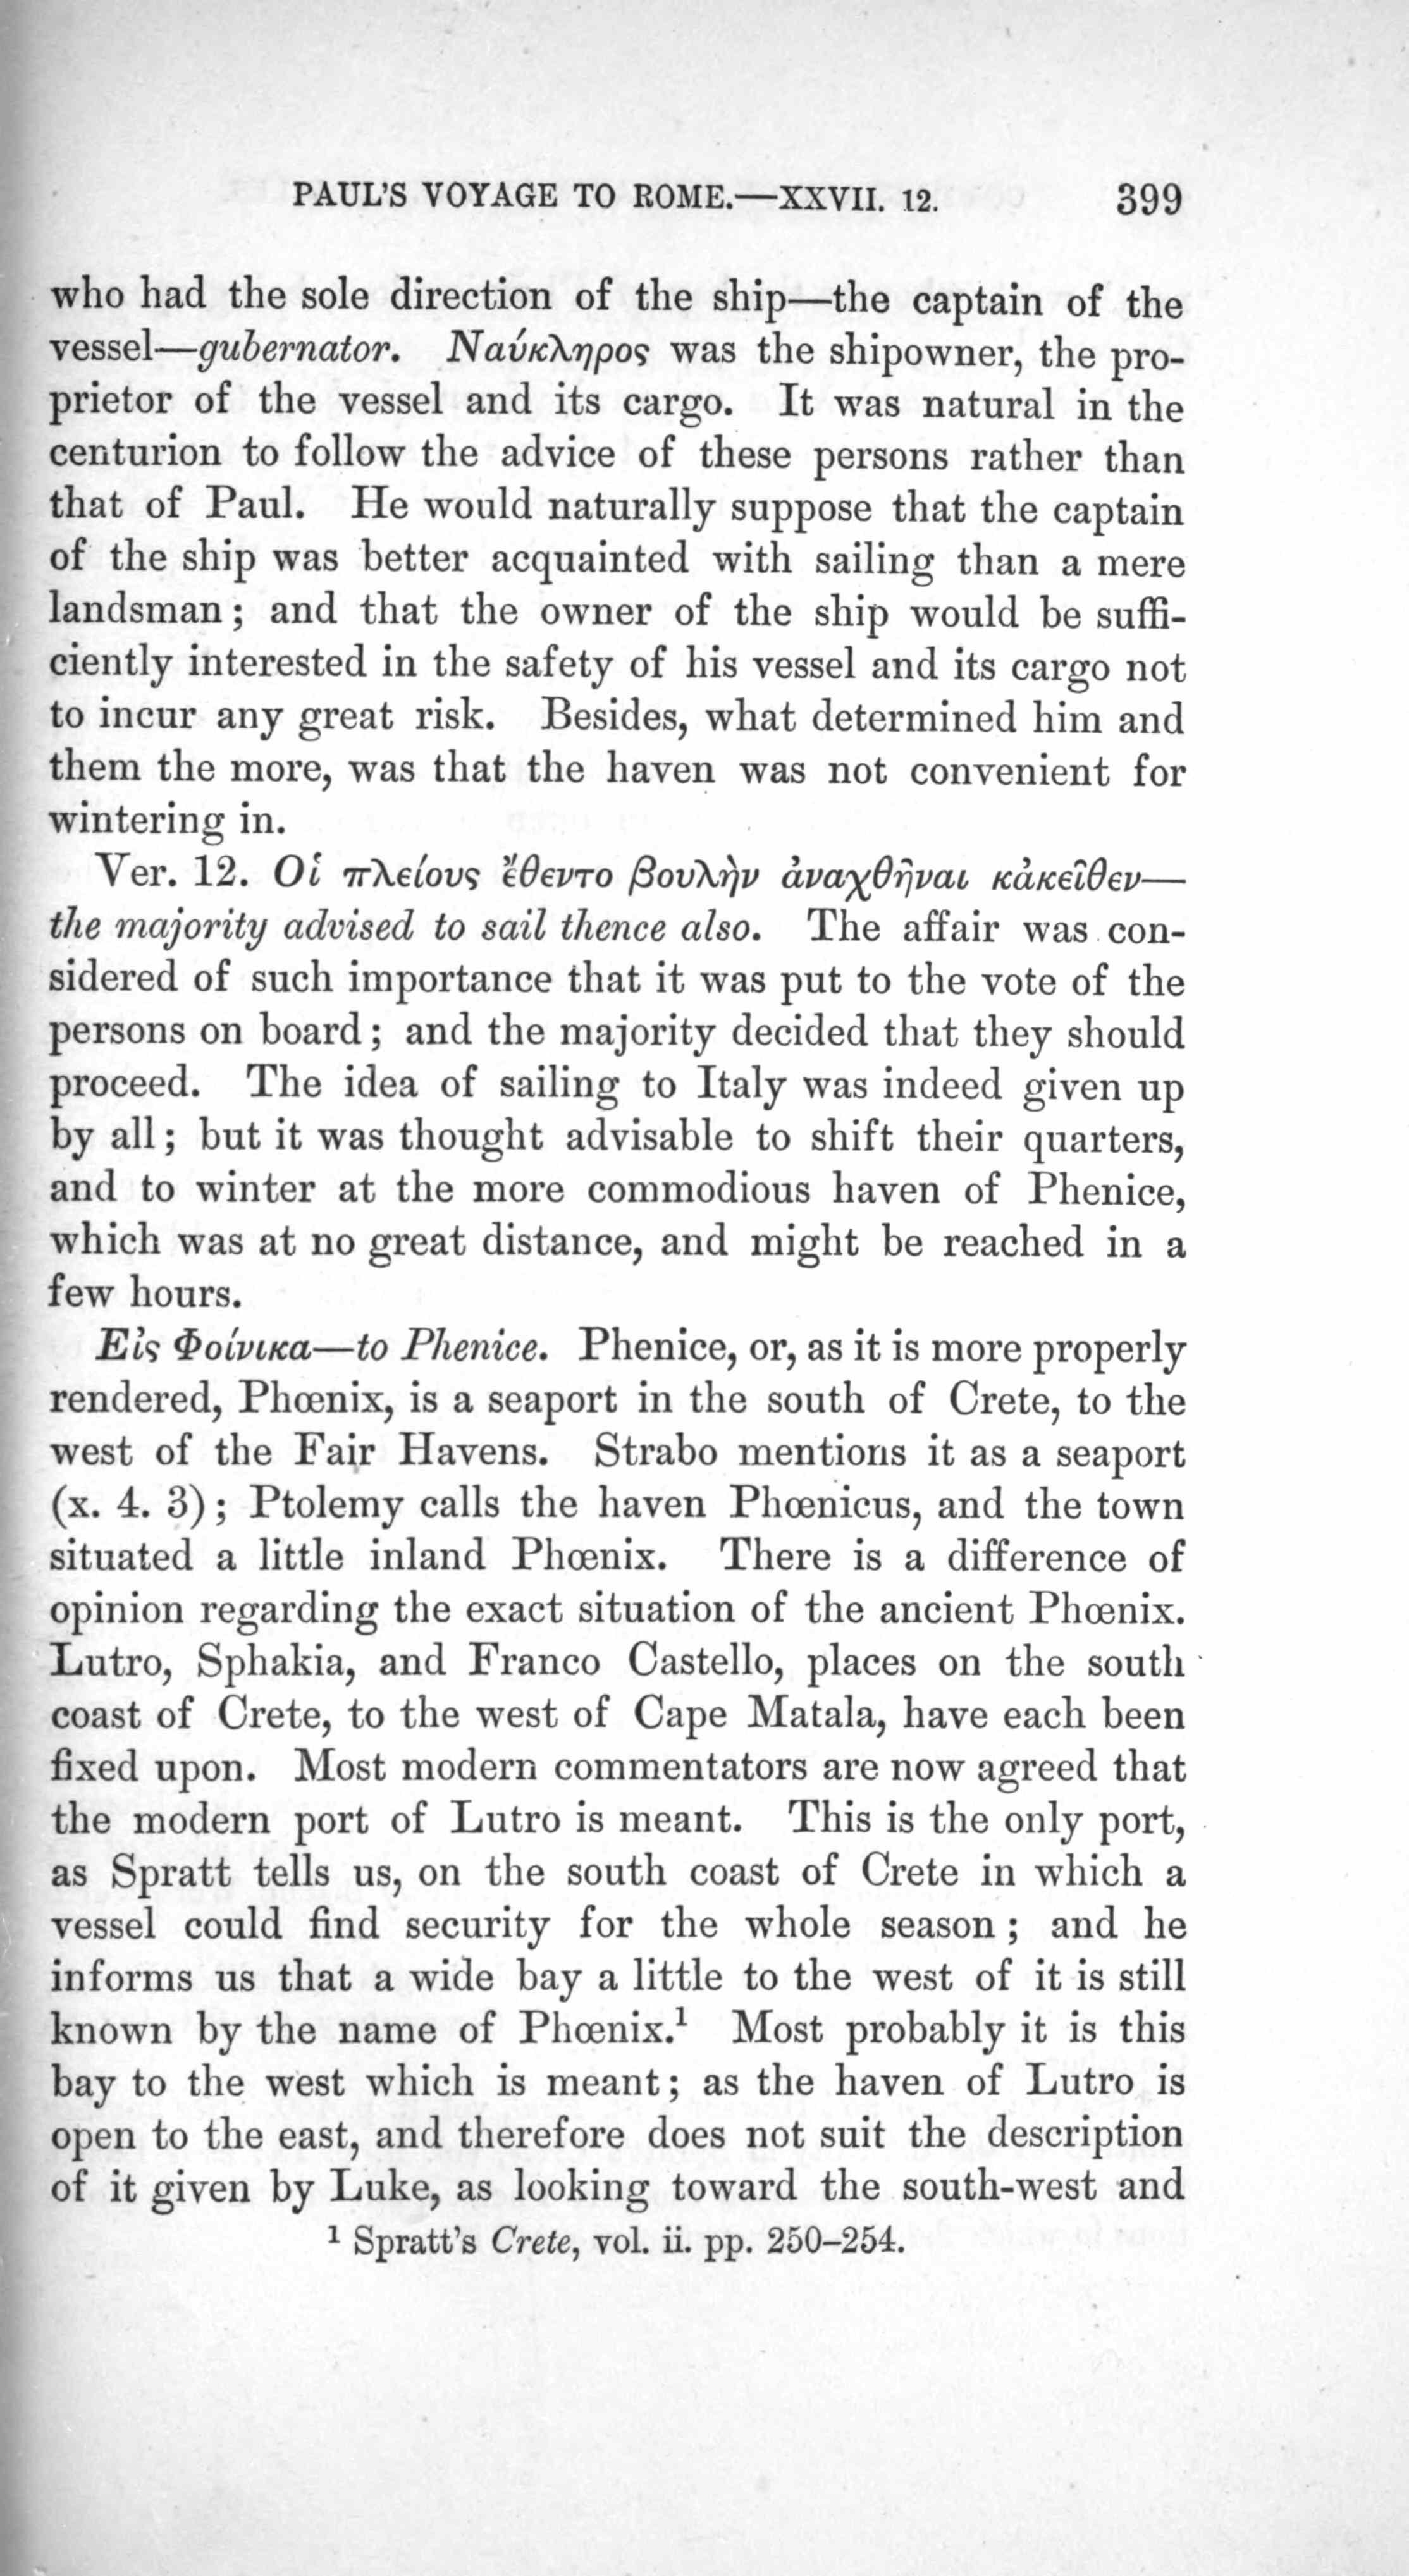 PAUL'S VOYAGE TO ROME.—XXVII. 12. 399
who had the sole direction of the ship—the captain of the
vessel—gubernator. Ναύκληρος was the shipowner, the pro-
prietor of the vessel and its cargo. It was natural in the
centurion to follow the advice of these persons rather than
that of Paul. He would naturally suppose that the captain
of the ship was better acquainted with sailing than a mere
landsman; and that the owner of the ship would be suffi-
ciently interested in the safety of his vessel and its cargo not
to incur any great risk. Besides, what determined him and
them the more, was that the haven was not convenient for
wintering in.
Ver. 12. Οἱ πλείους ἔθεντο βουλὴν ἀναχθῆναι κἀκεῖθεν—
the majority advised to sail thence also. The affair was con-
sidered of such importance that it was put to the vote of the
persons on board; and the majority decided that they should
proceed. The idea of sailing to Italy was indeed given up
by all; but it was thought advisable to shift their quarters,
and to winter at the more commodious haven of Phenice,
which was at no great distance, and might be reached in a
few hours.
Εἰς Φοίνικα—to Phenice. Phenice, or, as it is more properly
rendered, Phœnix, is a seaport in the south of Crete, to the
west of the Fair Havens. Strabo mentions it as a seaport
(x. 4. 3); Ptolemy calls the haven Phœnicus, and the town
situated a little inland Phœnix. There is a difference of
opinion regarding the exact situation of the ancient Phœnix.
Lutro, Sphakia, and Franco Castello, places on the south
coast of Crete, to the west of Cape Matala, have each been
fixed upon. Most modern commentators are now agreed that
the modern port of Lutro is meant. This is the only port,
as Spratt tells us, on the south coast of Crete in which a
vessel could find security for the whole season; and he
informs us that a wide bay a little to the west of it is still
known by the name of Phœnix.¹ Most probably it is this
bay to the west which is meant; as the haven of Lutro is
open to the east, and therefore does not suit the description
of it given by Luke, as looking toward the south-west and
¹ Spratt's Crete, vol. ii. pp. 250–254.